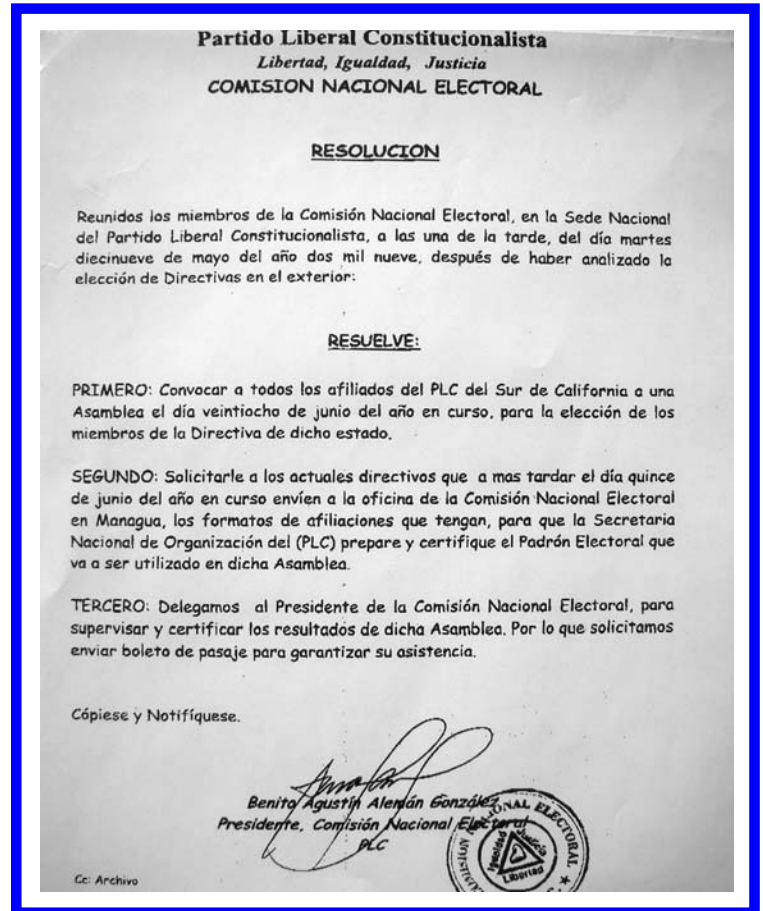 Partido Liberal Constitucionalista
Libertad, Igualdad, Justicia
COMISION NACIONAL ELECTORAL
RESOLUCION
Reunidos los miembros de la Comisión Nacional Electoral, en la Sede Nacional
del Partido Liberal Constitucionalista, a las una de la tarde, del día martes
diecinueve de mayo del año dos mil nueve, después de haber analizado la
elección de Directivas en el exterior:
RESUELVE:
PRIMERO: Convocar a todos los afiliados del PLC del Sur de California a una
Asamblea el día veintiocho de junio del año en curso, para la elección de los
miembros de la Directiva de dicho estado.
SEGUNDO: Solicitarle a los actuales directivos que a mas tardar el día quince
de junio del año en curso envíen a la oficina de la Comisión Nacional Electoral
en Managua, los formatos de afiliaciones que tengan, para que la Secretaria
Nacional de Organización del (PLC) prepare y certifique el Padrón Electoral que
va a ser utilizado en dicha Asamblea.
TERCERO: Delegamos al Presidente de la Comisión Nacional Electoral, para
supervisar y certificar los resultados de dicha Asamblea. Por lo que solicitamos
enviar boleto de pasaje para garantizar su asistencia.
Cópiese y Notifíquese.
Benito Agustín Alemán González
Presidente, Comisión Nacional Electoral
PLC
COMISION NACIONAL ELECTORAL
Igualdad Justicia
Libertad
Cc: Archivo